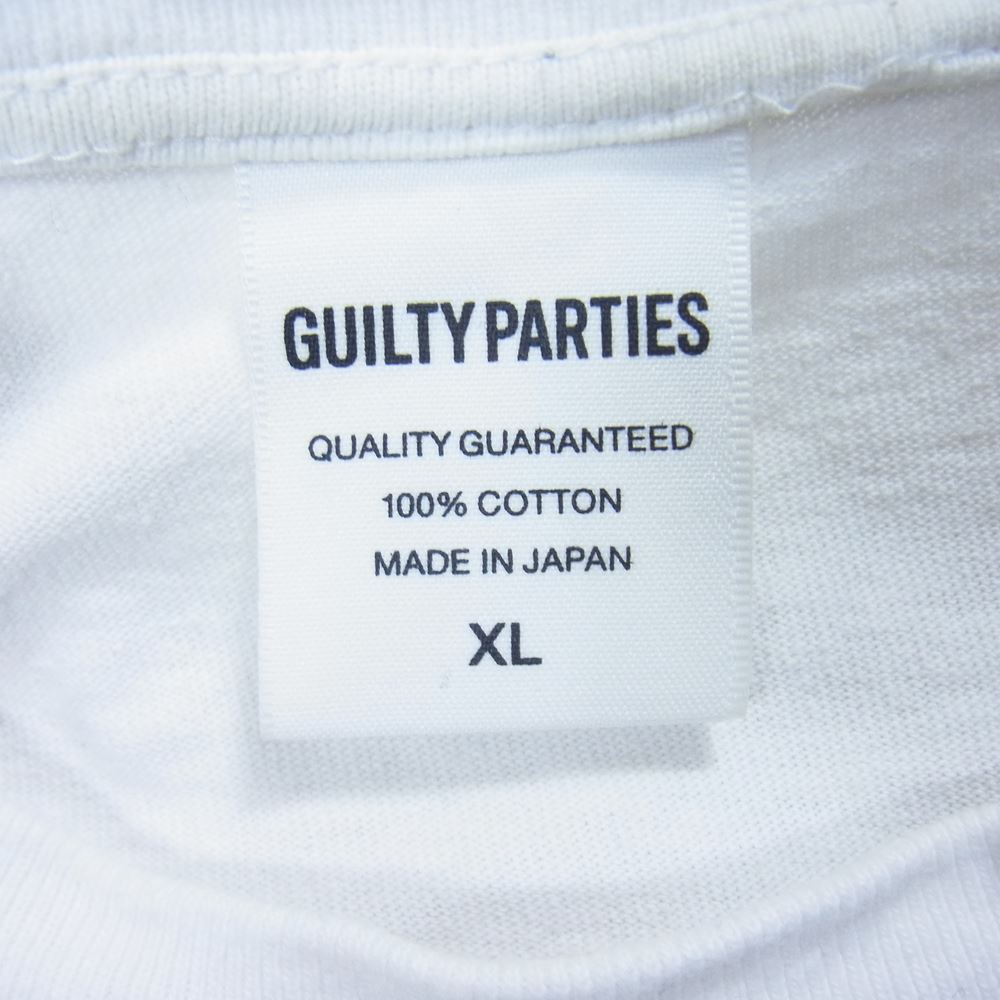 GUILTY PARTIES
QUALITY GUARANTEED
100% COTTON
MADE IN JAPAN
XL